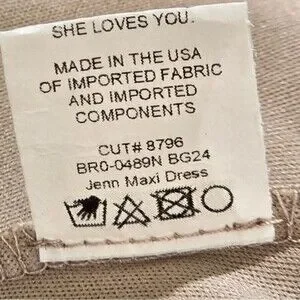 SHE LOVES YOU.
MADE IN THE USA
OF IMPORTED FABRIC
AND IMPORTED
COMPONENTS
CUT# 8796
BR0-0489N BG24
Jenn Maxi Dress